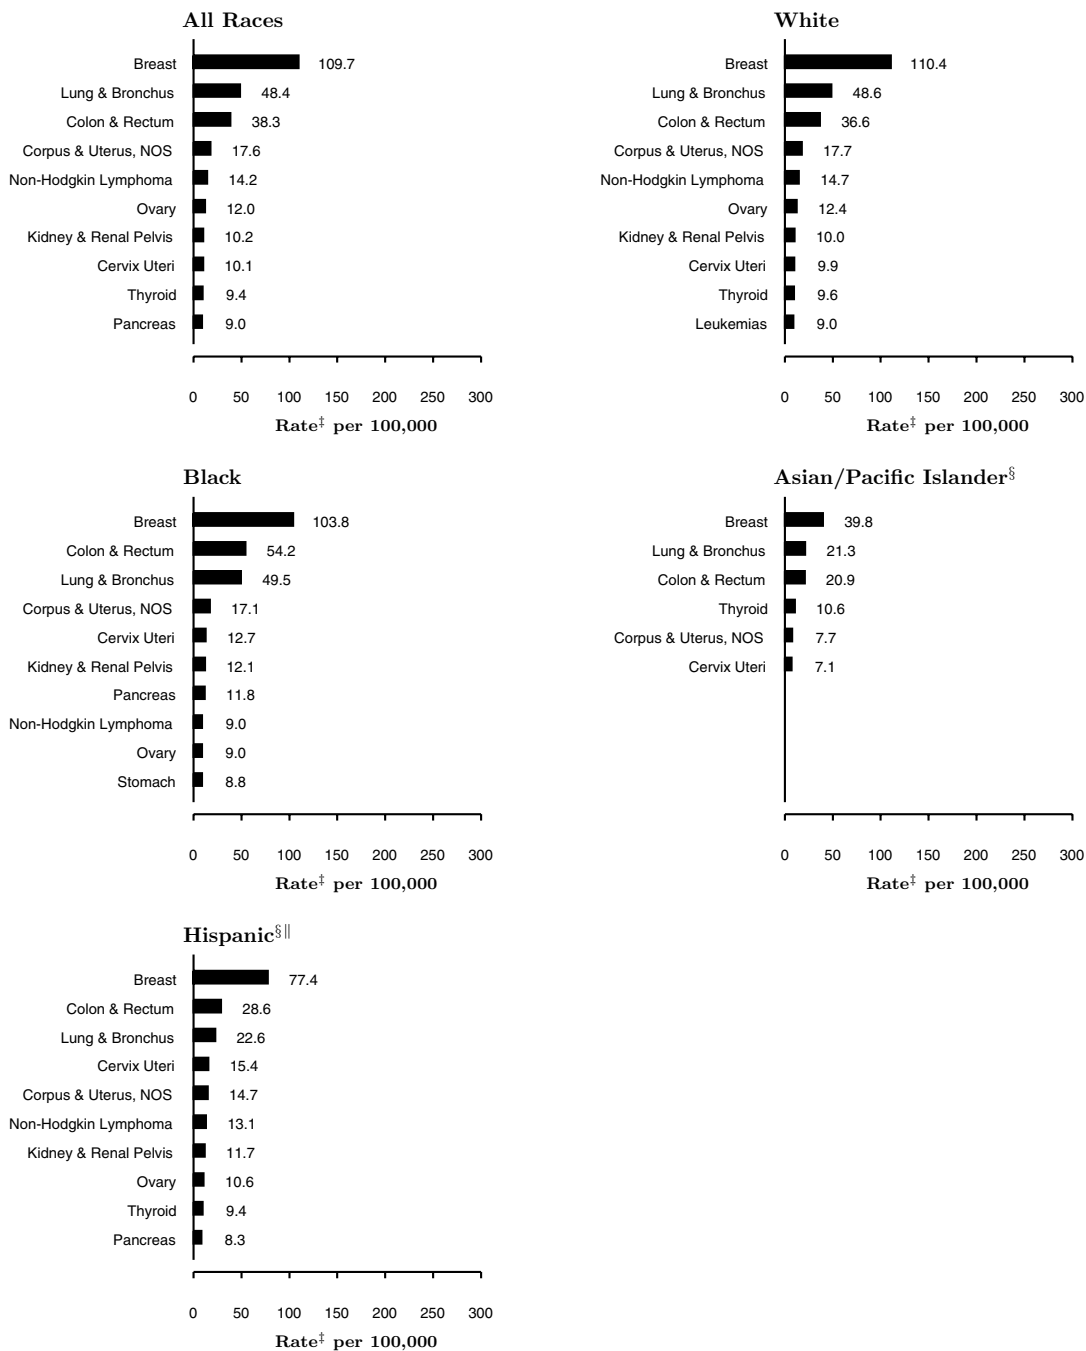 All Races
Breast 109.7
Lung & Bronchus 48.4
Colon & Rectum 38.3
Corpus & Uterus, NOS 17.6
Non-Hodgkin Lymphoma 14.2
Ovary 12.0
Kidney & Renal Pelvis 10.2
Cervix Uteri 10.1
Thyroid 9.4
Pancreas 9.0
0 50 100 150 200 250 300
Rate‡ per 100,000
White
Breast 110.4
Lung & Bronchus 48.6
Colon & Rectum 36.6
Corpus & Uterus, NOS 17.7
Non-Hodgkin Lymphoma 14.7
Ovary 12.4
Kidney & Renal Pelvis 10.0
Cervix Uteri 9.9
Thyroid 9.6
Leukemias 9.0
0 50 100 150 200 250 300
Rate‡ per 100,000
Black
Breast 103.8
Colon & Rectum 54.2
Lung & Bronchus 49.5
Corpus & Uterus, NOS 17.1
Cervix Uteri 12.7
Kidney & Renal Pelvis 12.1
Pancreas 11.8
Non-Hodgkin Lymphoma 9.0
Ovary 9.0
Stomach 8.8
0 50 100 150 200 250 300
Rate‡ per 100,000
Asian/Pacific Islander§
Breast 39.8
Lung & Bronchus 21.3
Colon & Rectum 20.9
Thyroid 10.6
Corpus & Uterus, NOS 7.7
Cervix Uteri 7.1
0 50 100 150 200 250 300
Rate‡ per 100,000
Hispanic§∥
Breast 77.4
Colon & Rectum 28.6
Lung & Bronchus 22.6
Cervix Uteri 15.4
Corpus & Uterus, NOS 14.7
Non-Hodgkin Lymphoma 13.1
Kidney & Renal Pelvis 11.7
Ovary 10.6
Thyroid 9.4
Pancreas 8.3
0 50 100 150 200 250 300
Rate‡ per 100,000